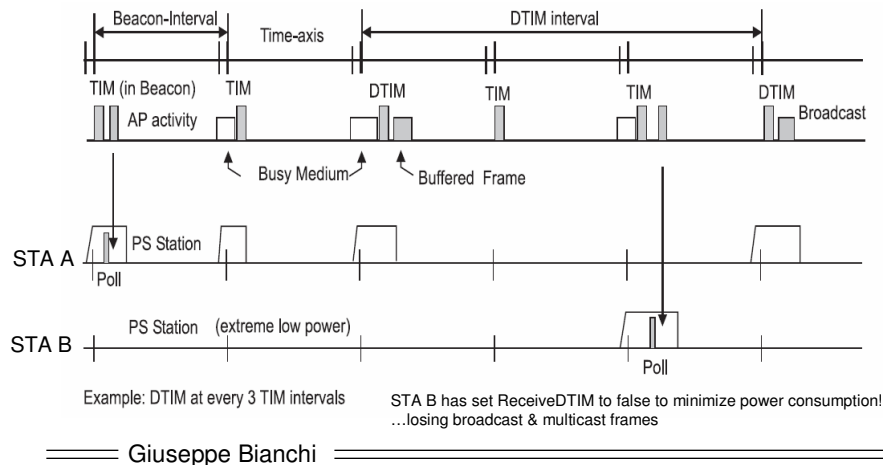 Beacon-Interval
DTIM interval
Time-axis
TIM (in Beacon)
TIM
DTIM
TIM
TIM
DTIM
AP activity
Broadcast
Busy Medium
Buffered Frame
PS Station
STA A
Poll
PS Station (extreme low power)
STA B
Poll
Example: DTIM at every 3 TIM intervals
STA B has set ReceiveDTIM to false to minimize power consumption!
…losing broadcast & multicast frames
Giuseppe Bianchi